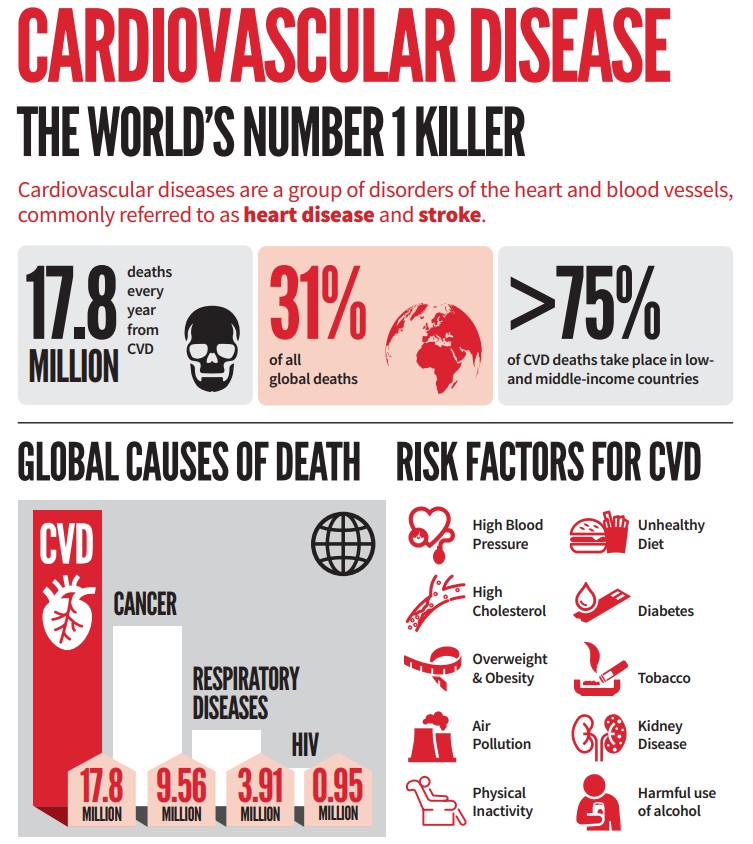 CARDIOVASCULAR DISEASE
THE WORLD'S NUMBER 1 KILLER
Cardiovascular diseases are a group of disorders of the heart and blood vessels,
commonly referred to as heart disease and stroke.
17.8
MILLION
deaths
every
year
from
CVD
31%
of all
global deaths
>75%
of CVD deaths take place in low-
and middle-income countries
GLOBAL CAUSES OF DEATH
CVD
CANCER
RESPIRATORY
DISEASES
HIV
17.8
MILLION
9.56
MILLION
3.91
MILLION
0.95
MILLION
RISK FACTORS FOR CVD
High Blood
Pressure
Unhealthy
Diet
High
Cholesterol
Diabetes
Overweight
& Obesity
Tobacco
Air
Pollution
Kidney
Disease
Physical
Inactivity
Harmful use
of alcohol